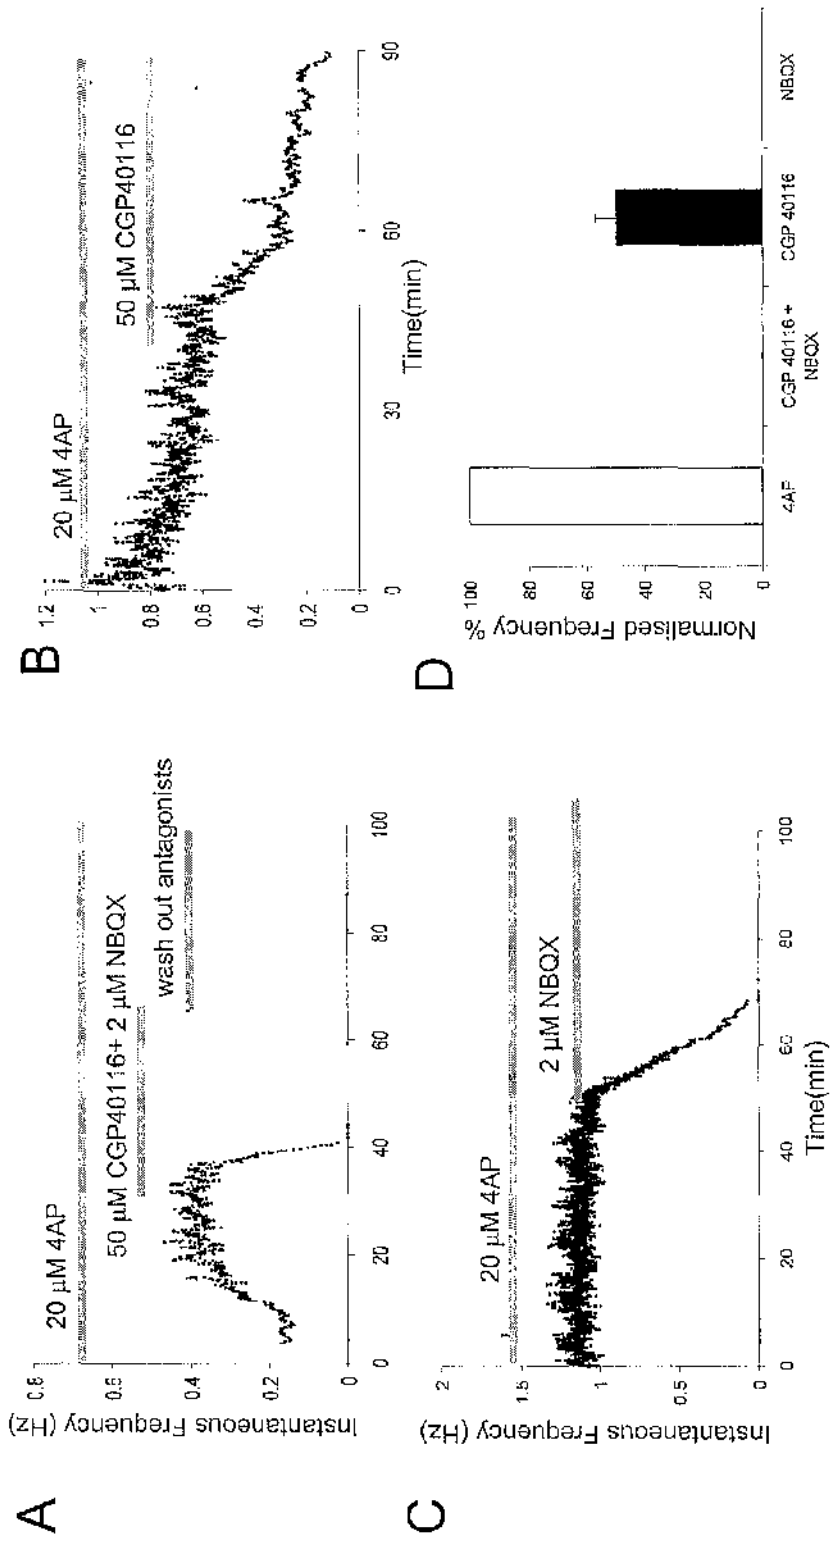 A
20 µM 4AP
50 µM CGP40116+ 2 µM NBQX
wash out antagonists
Instantaneous Frequency (Hz)
0.8
0.6
0.4
0.2
0
0
20
40
60
80
100
B
20 µM 4AP
50 µM CGP40116
1.2
1
0.8
0.6
0.4
0.2
0
0
30
60
90
Time(min)
C
20 µM 4AP
2 µM NBQX
Instantaneous Frequency (Hz)
2
1.5
1
0.5
0
0
20
40
60
80
100
Time(min)
D
Normalised Frequency %
100
80
60
40
20
0
4AP
CGP 40116 +
NBQX
CGP 40116
NBQX